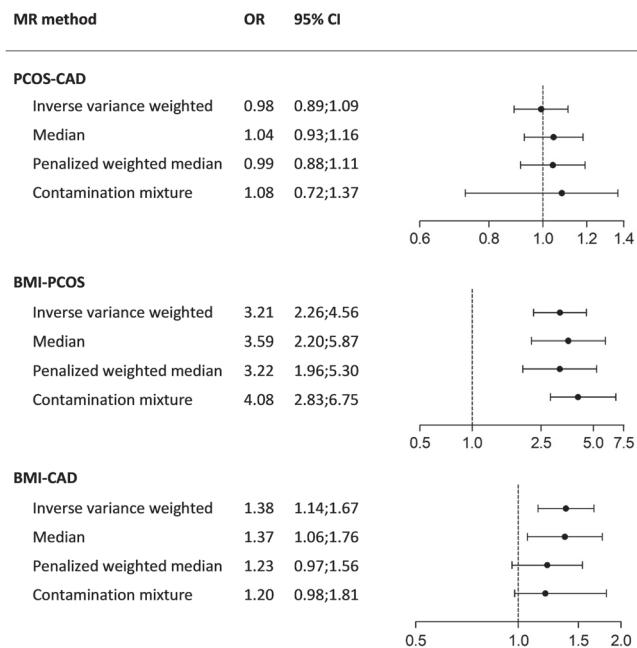 MR method OR 95% CI
PCOS-CAD
Inverse variance weighted 0.98 0.89;1.09
Median 1.04 0.93;1.16
Penalized weighted median 0.99 0.88;1.11
Contamination mixture 1.08 0.72;1.37
0.6 0.8 1.0 1.2 1.4
BMI-PCOS
Inverse variance weighted 3.21 2.26;4.56
Median 3.59 2.20;5.87
Penalized weighted median 3.22 1.96;5.30
Contamination mixture 4.08 2.83;6.75
0.5 1.0 2.5 5.0 7.5
BMI-CAD
Inverse variance weighted 1.38 1.14;1.67
Median 1.37 1.06;1.76
Penalized weighted median 1.23 0.97;1.56
Contamination mixture 1.20 0.98;1.81
0.5 1.0 1.5 2.0